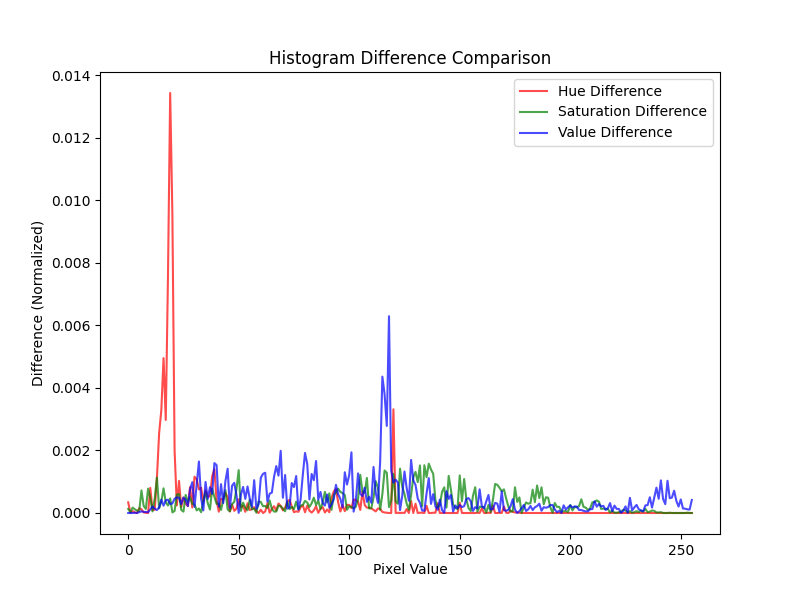 Histogram Difference Comparison
Hue Difference
Saturation Difference
Value Difference
Difference (Normalized)
0.014
0.012
0.010
0.008
0.006
0.004
0.002
0.000
0 50 100 150 200 250
Pixel Value